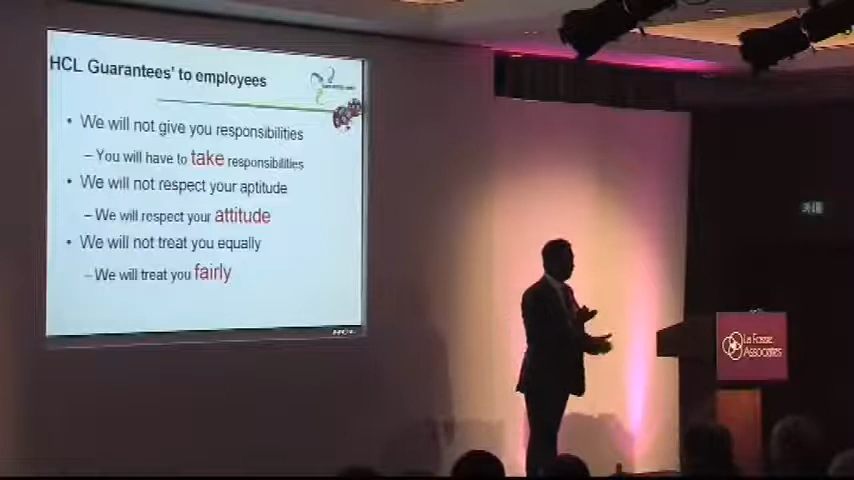 HCL Guarantees' to employees
• We will not give you responsibilities
– You will have to take responsibilities
• We will not respect your aptitude
– We will respect your attitude
• We will not treat you equally
– We will treat you fairly
HCL
La Fosse
Associates